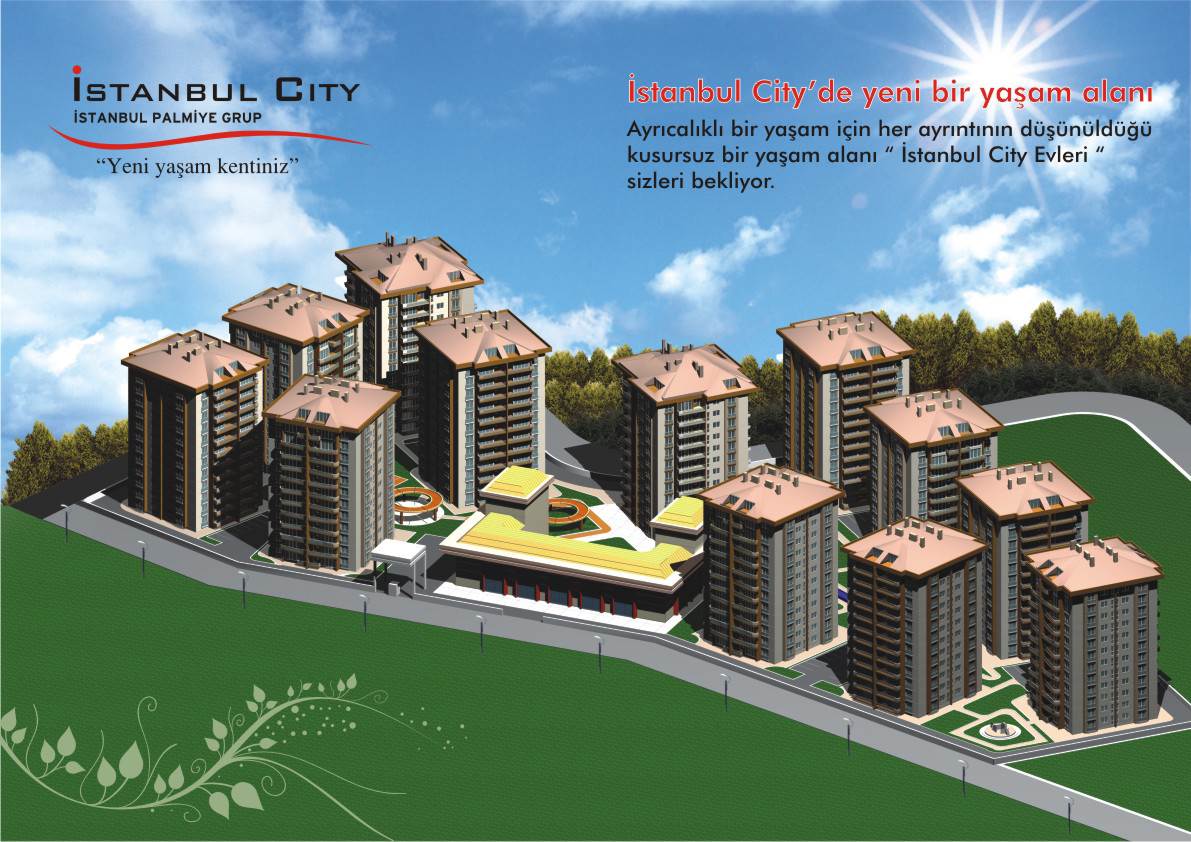 İSTANBUL CITY
İSTANBUL PALMİYE GRUP
“Yeni yaşam kentiniz”
İstanbul City’de yeni bir yaşam alanı
Ayrıcalıklı bir yaşam için her ayrıntının düşünüldüğü
kusursuz bir yaşam alanı “ İstanbul City Evleri “
sizleri bekliyor.